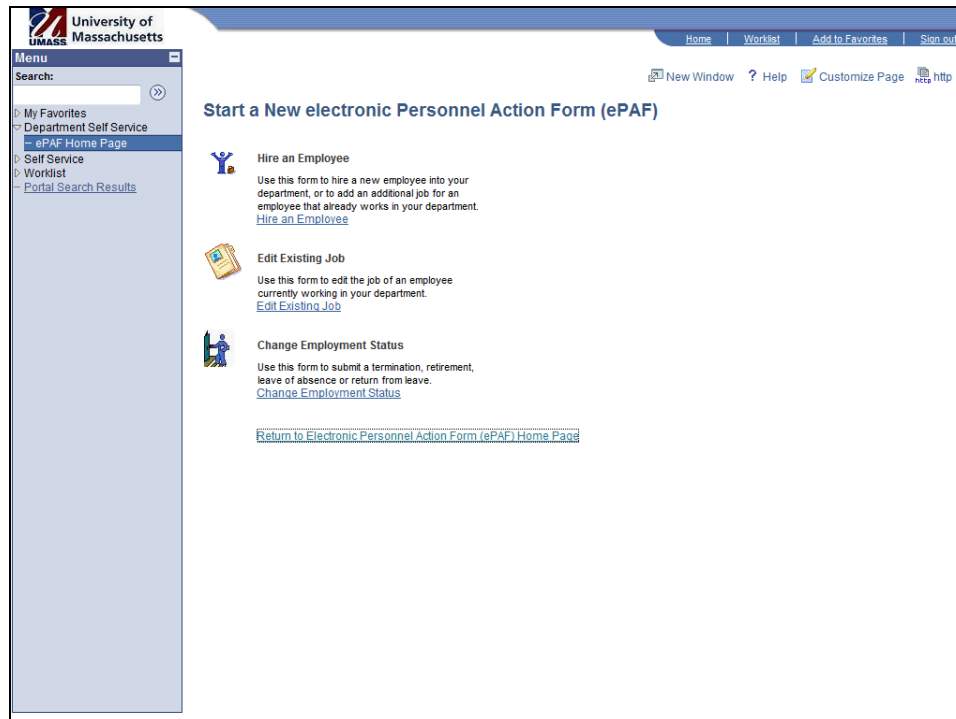 University of
Massachusetts
UMASS
Home
Worklist
Add to Favorites
Sign out
Menu
Search:
My Favorites
Department Self Service
– ePAF Home Page
Self Service
Worklist
– Portal Search Results
New Window
? Help
Customize Page
http
http
Start a New electronic Personnel Action Form (ePAF)
Hire an Employee
Use this form to hire a new employee into your
department, or to add an additional job for an
employee that already works in your department.
Hire an Employee
Edit Existing Job
Use this form to edit the job of an employee
currently working in your department.
Edit Existing Job
Change Employment Status
Use this form to submit a termination, retirement,
leave of absence or return from leave.
Change Employment Status
Return to Electronic Personnel Action Form (ePAF) Home Page